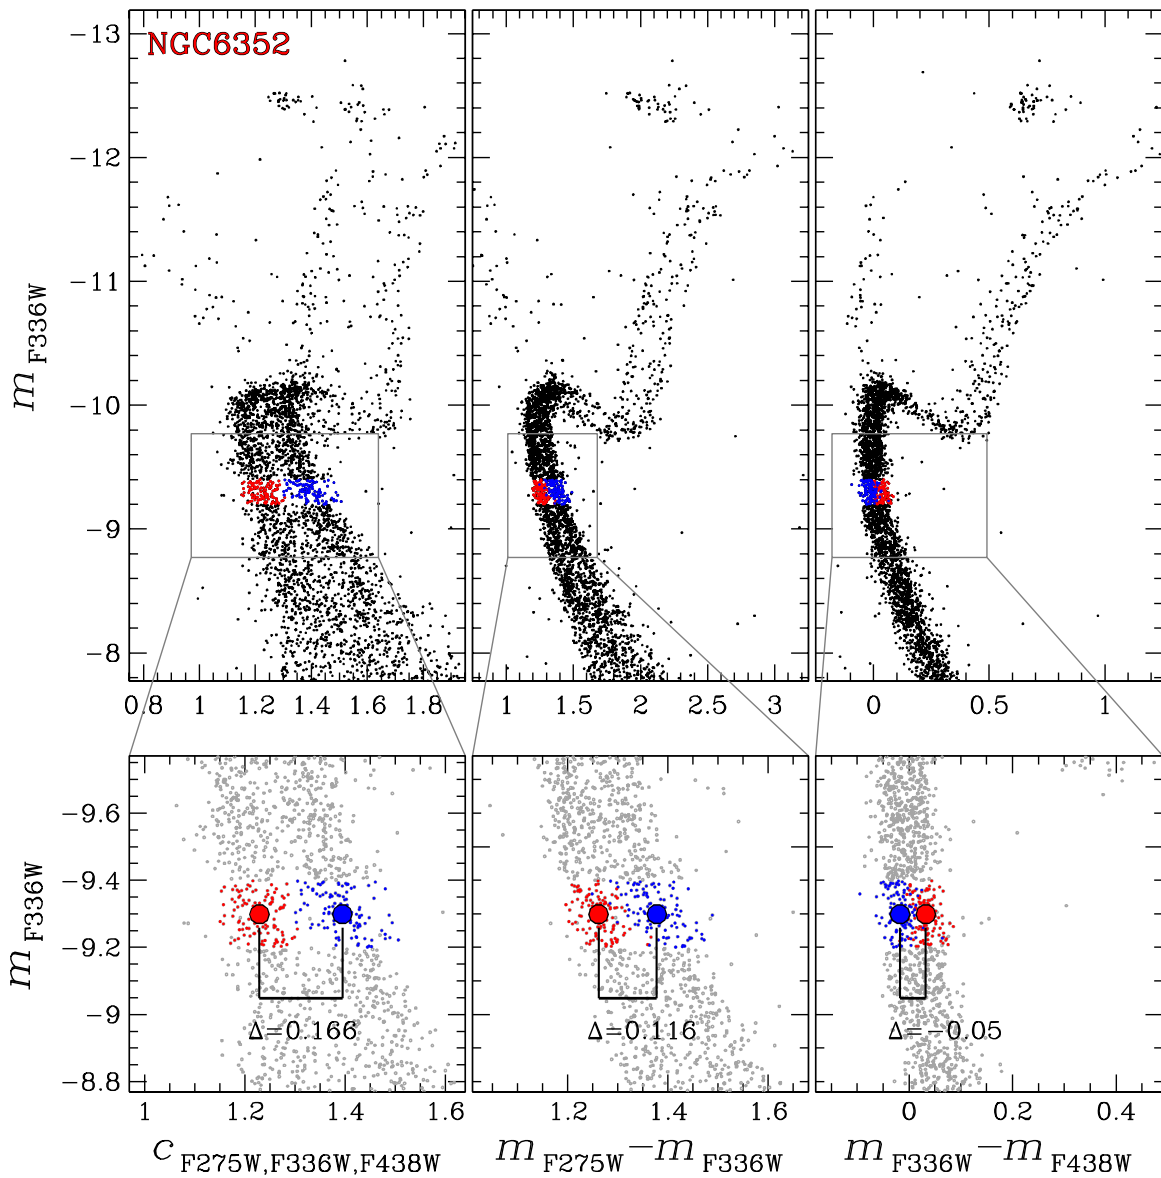 NGC6352
−13
−12
−11
−10
−9
−8
m F336W
0.8 1 1.2 1.4 1.6 1.8
1 1.5 2 2.5 3
0 0.5 1
−9.6
−9.4
−9.2
−9
−8.8
m F336W
Δ=0.166
Δ=0.116
Δ=−0.05
1 1.2 1.4 1.6
1.2 1.4 1.6
0 0.2 0.4
c F275W,F336W,F438W
m F275W −m F336W
m F336W −m F438W